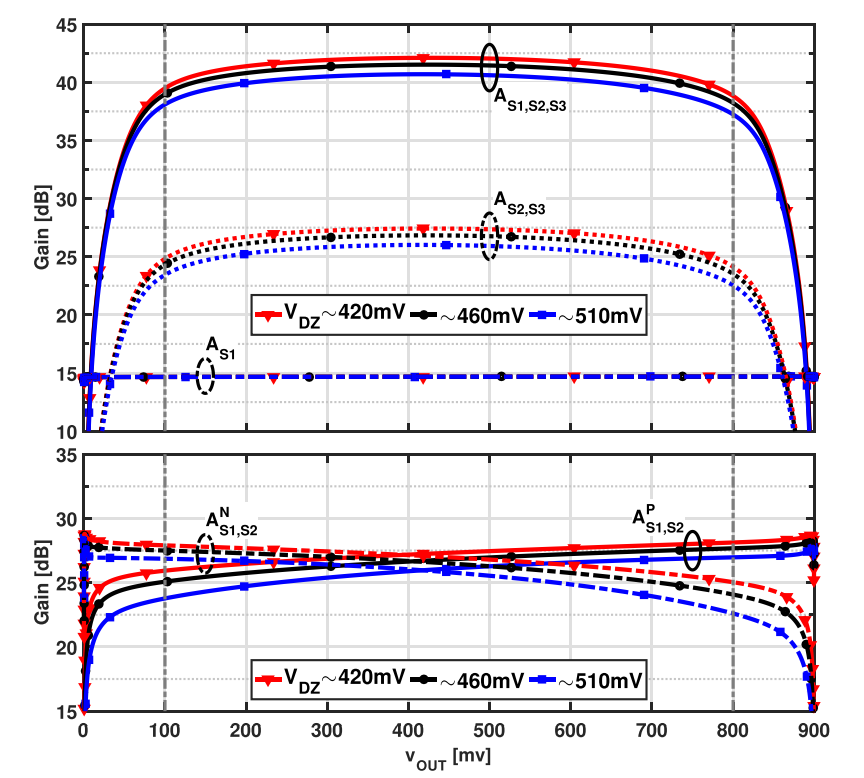 45
40
35
30
25
20
15
10
Gain [dB]
A_S1,S2,S3
A_S2,S3
V_DZ ~420mV ~460mV ~510mV
A_S1
35
30
25
20
15
Gain [dB]
A^N_S1,S2
A^P_S1,S2
V_DZ ~420mV ~460mV ~510mV
0 100 200 300 400 500 600 700 800 900
v_OUT [mv]